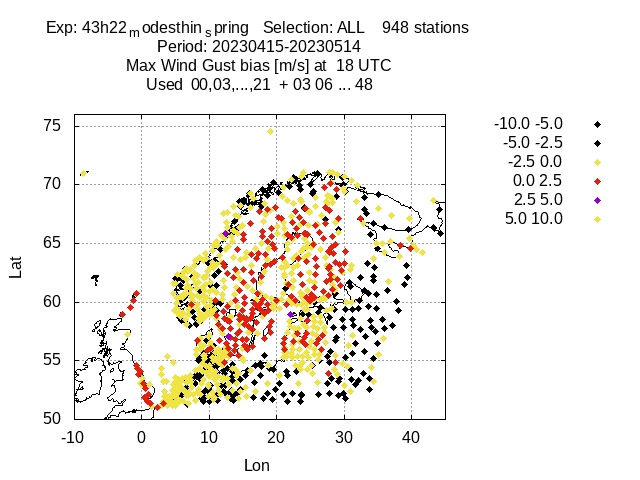 Exp: 43h22modesthinspring Selection: ALL 948 stations
Period: 20230415-20230514
Max Wind Gust bias [m/s] at 18 UTC
Used 00,03,...,21 + 03 06 ... 48
-10.0 -5.0
-5.0 -2.5
-2.5 0.0
0.0 2.5
2.5 5.0
5.0 10.0
75
70
65
60
55
50
Lat
-10 0 10 20 30 40
Lon